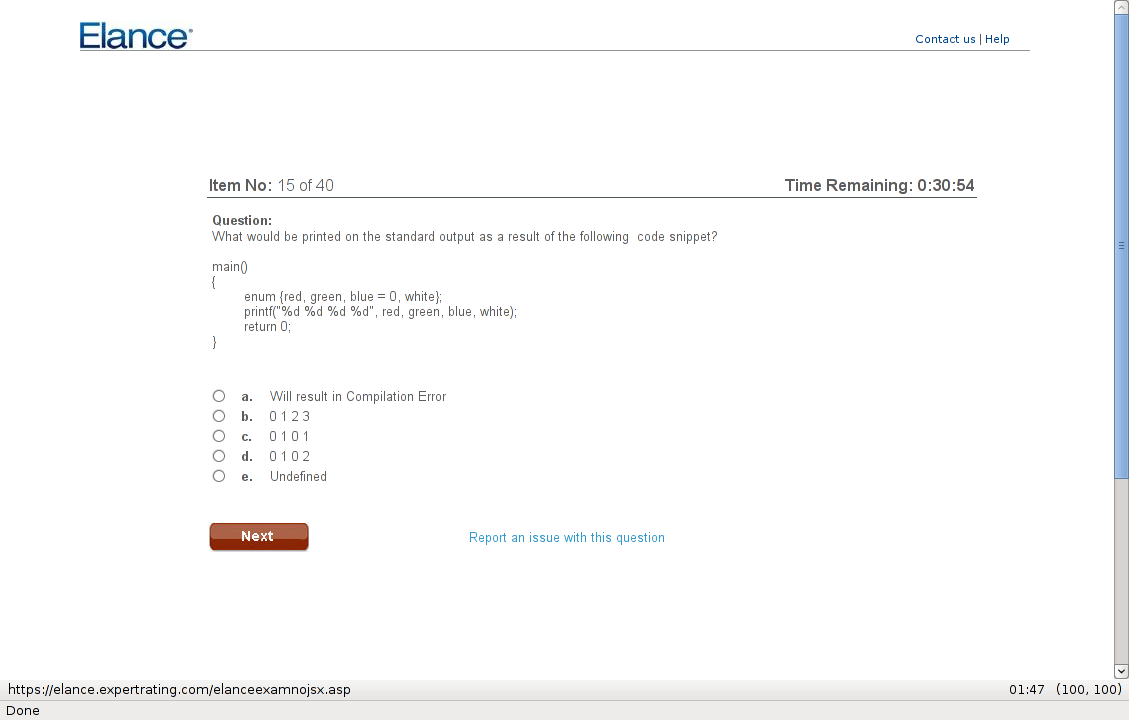 Elance®
Contact us | Help
Item No: 15 of 40
Time Remaining: 0:30:54
Question:
What would be printed on the standard output as a result of the following  code snippet?
main()
{
enum {red, green, blue = 0, white};
printf("%d %d %d %d", red, green, blue, white);
return 0;
}
a. Will result in Compilation Error
b. 0 1 2 3
c. 0 1 0 1
d. 0 1 0 2
e. Undefined
Next
Report an issue with this question
https://elance.expertrating.com/elanceexamnojsx.asp
01:47 (100, 100)
Done